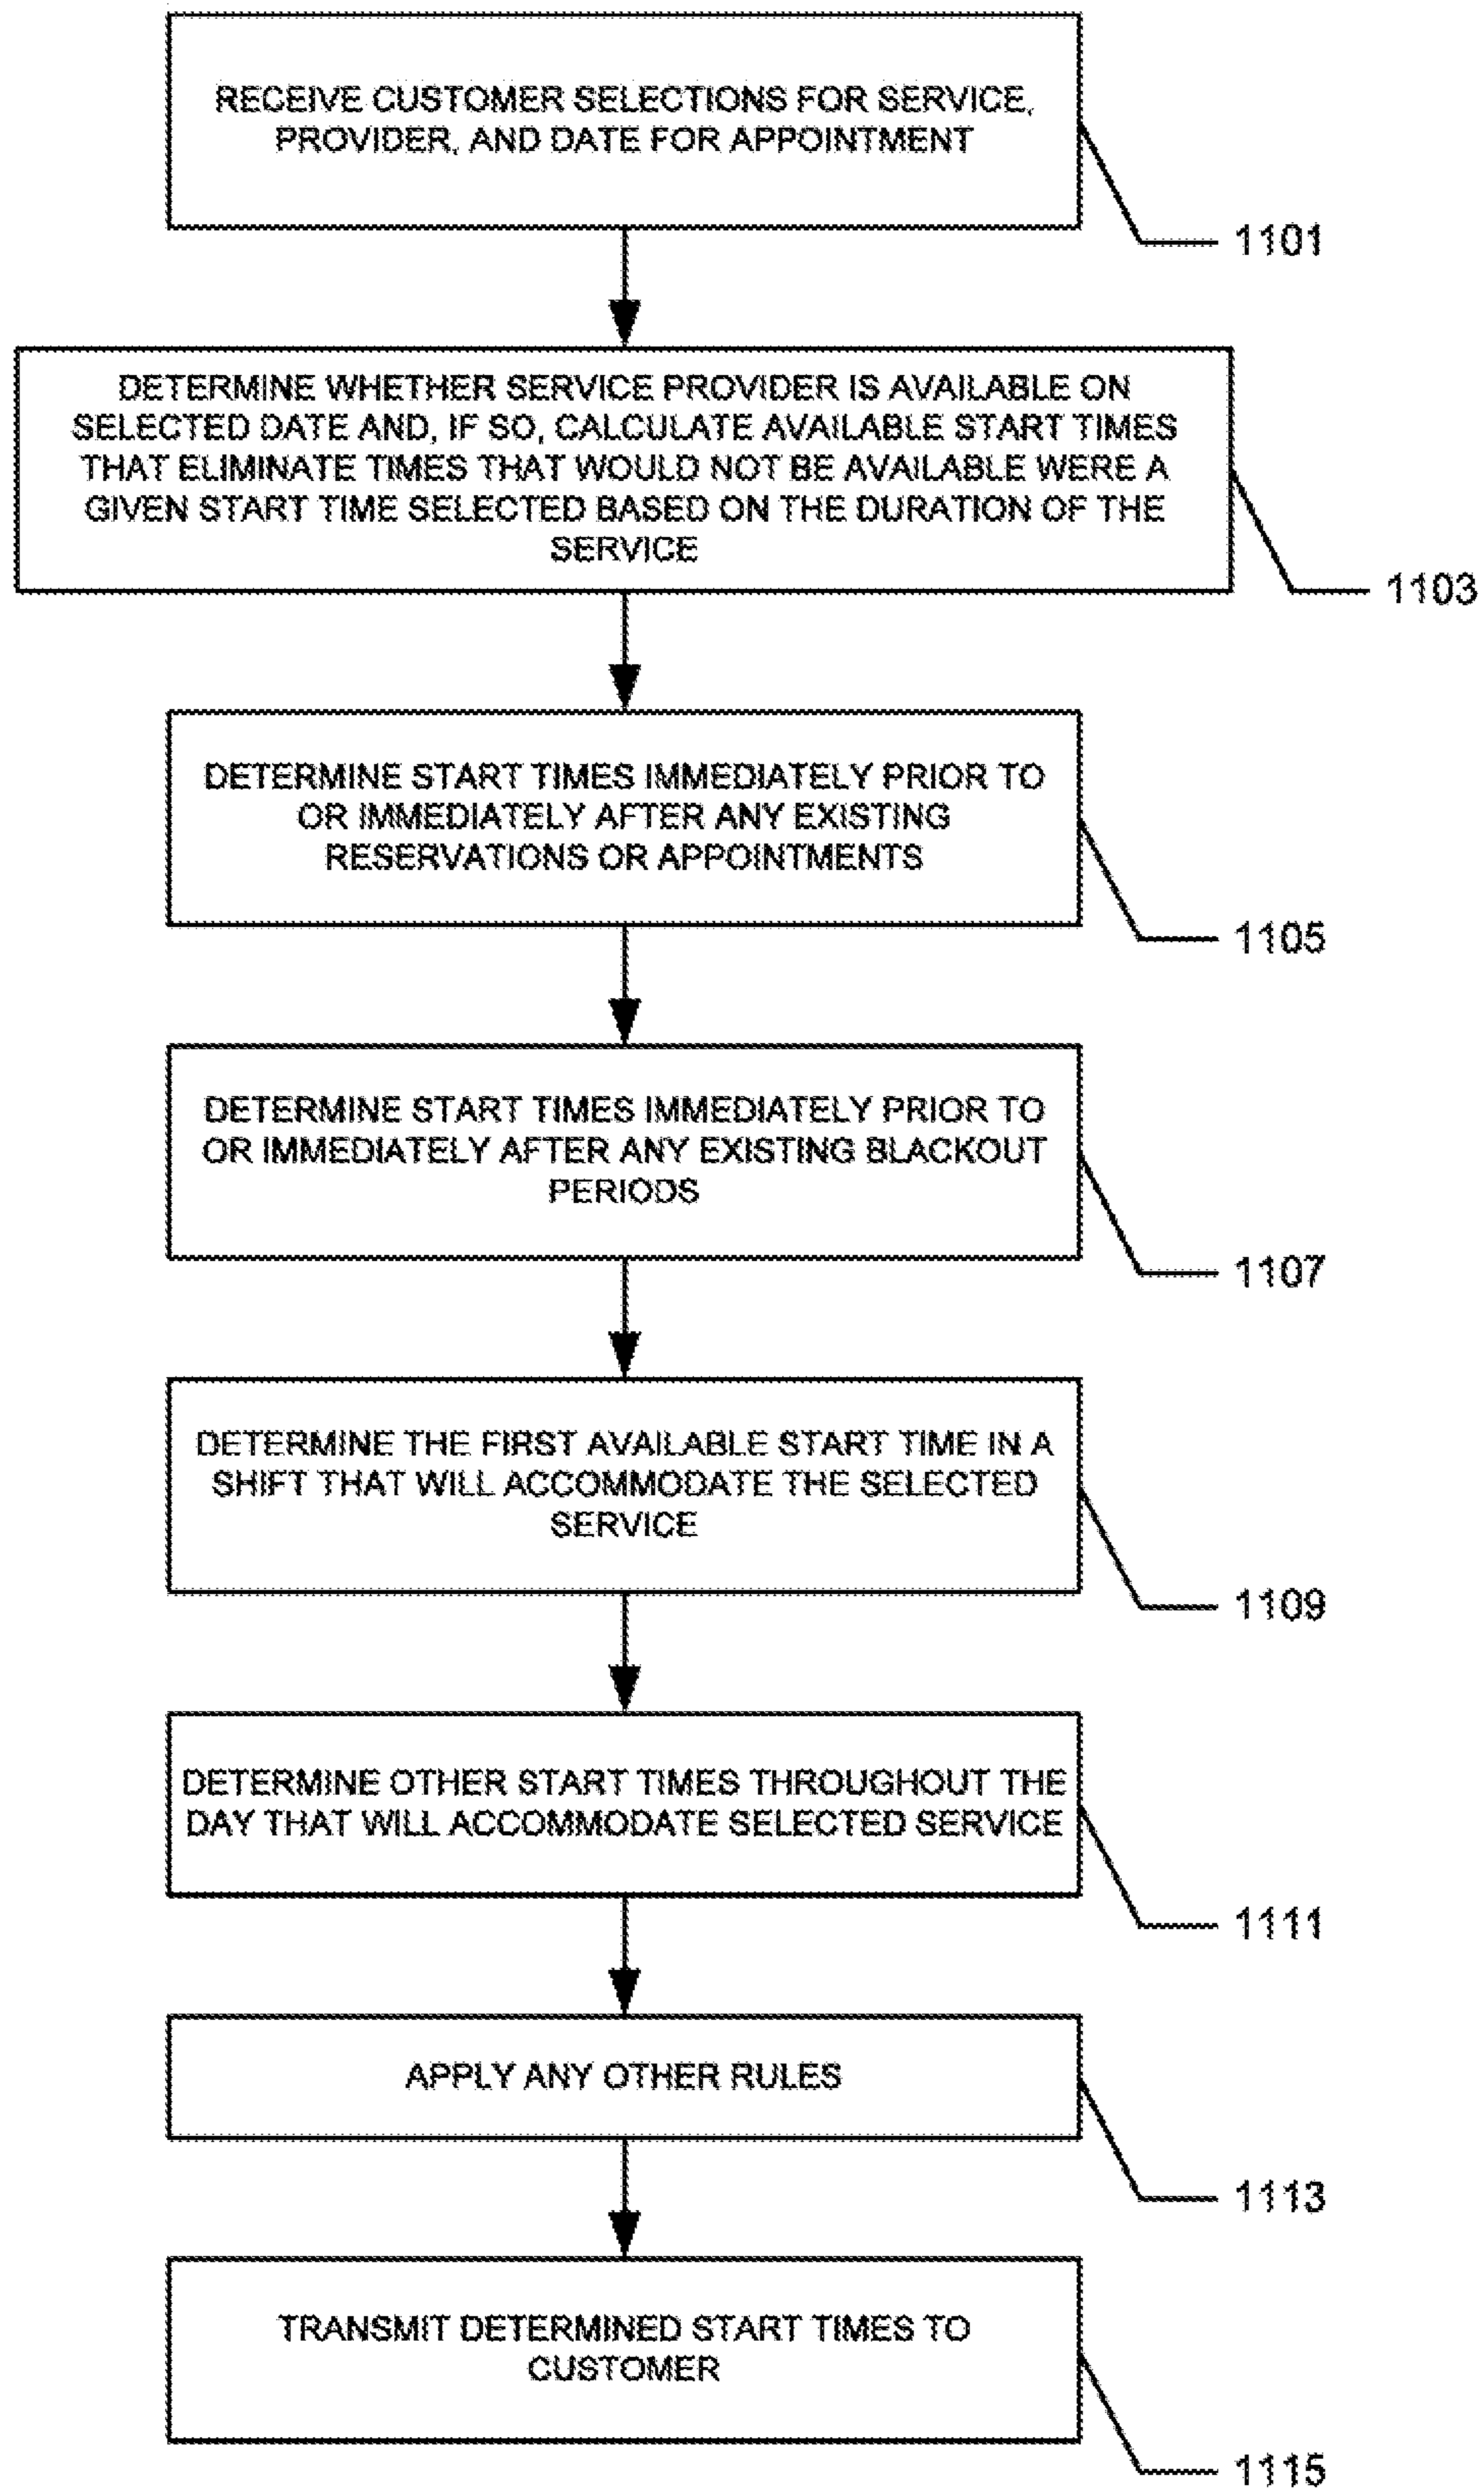 RECEIVE CUSTOMER SELECTIONS FOR SERVICE,
PROVIDER, AND DATE FOR APPOINTMENT
1101
DETERMINE WHETHER SERVICE PROVIDER IS AVAILABLE ON
SELECTED DATE AND, IF SO, CALCULATE AVAILABLE START TIMES
THAT ELIMINATE TIMES THAT WOULD NOT BE AVAILABLE WERE A
GIVEN START TIME SELECTED BASED ON THE DURATION OF THE
SERVICE
1103
DETERMINE START TIMES IMMEDIATELY PRIOR TO
OR IMMEDIATELY AFTER ANY EXISTING
RESERVATIONS OR APPOINTMENTS
1105
DETERMINE START TIMES IMMEDIATELY PRIOR TO
OR IMMEDIATELY AFTER ANY EXISTING BLACKOUT
PERIODS
1107
DETERMINE THE FIRST AVAILABLE START TIME IN A
SHIFT THAT WILL ACCOMMODATE THE SELECTED
SERVICE
1109
DETERMINE OTHER START TIMES THROUGHOUT THE
DAY THAT WILL ACCOMMODATE SELECTED SERVICE
1111
APPLY ANY OTHER RULES
1113
TRANSMIT DETERMINED START TIMES TO
CUSTOMER
1115